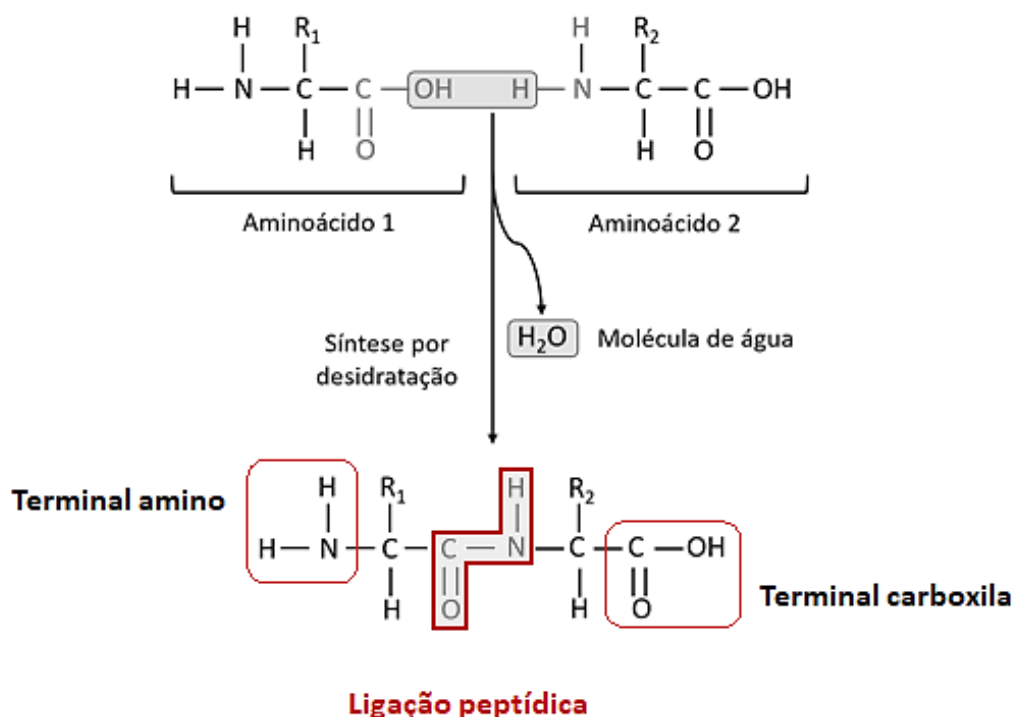 H R₁ H R₂
H N C C OH H N C C OH
H O H O
Aminoácido 1 Aminoácido 2
H₂O Molécula de água
Síntese por
desidratação
Terminal amino
H R₁ H R₂
H N C C N C C OH
H O H O
Terminal carboxila
Ligação peptídica